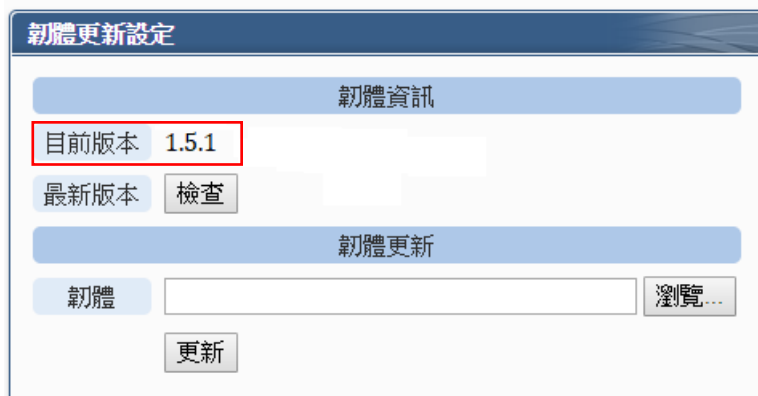 韌體更新設定
韌體資訊
目前版本 1.5.1
最新版本 檢查
韌體更新
韌體 瀏覽...
更新